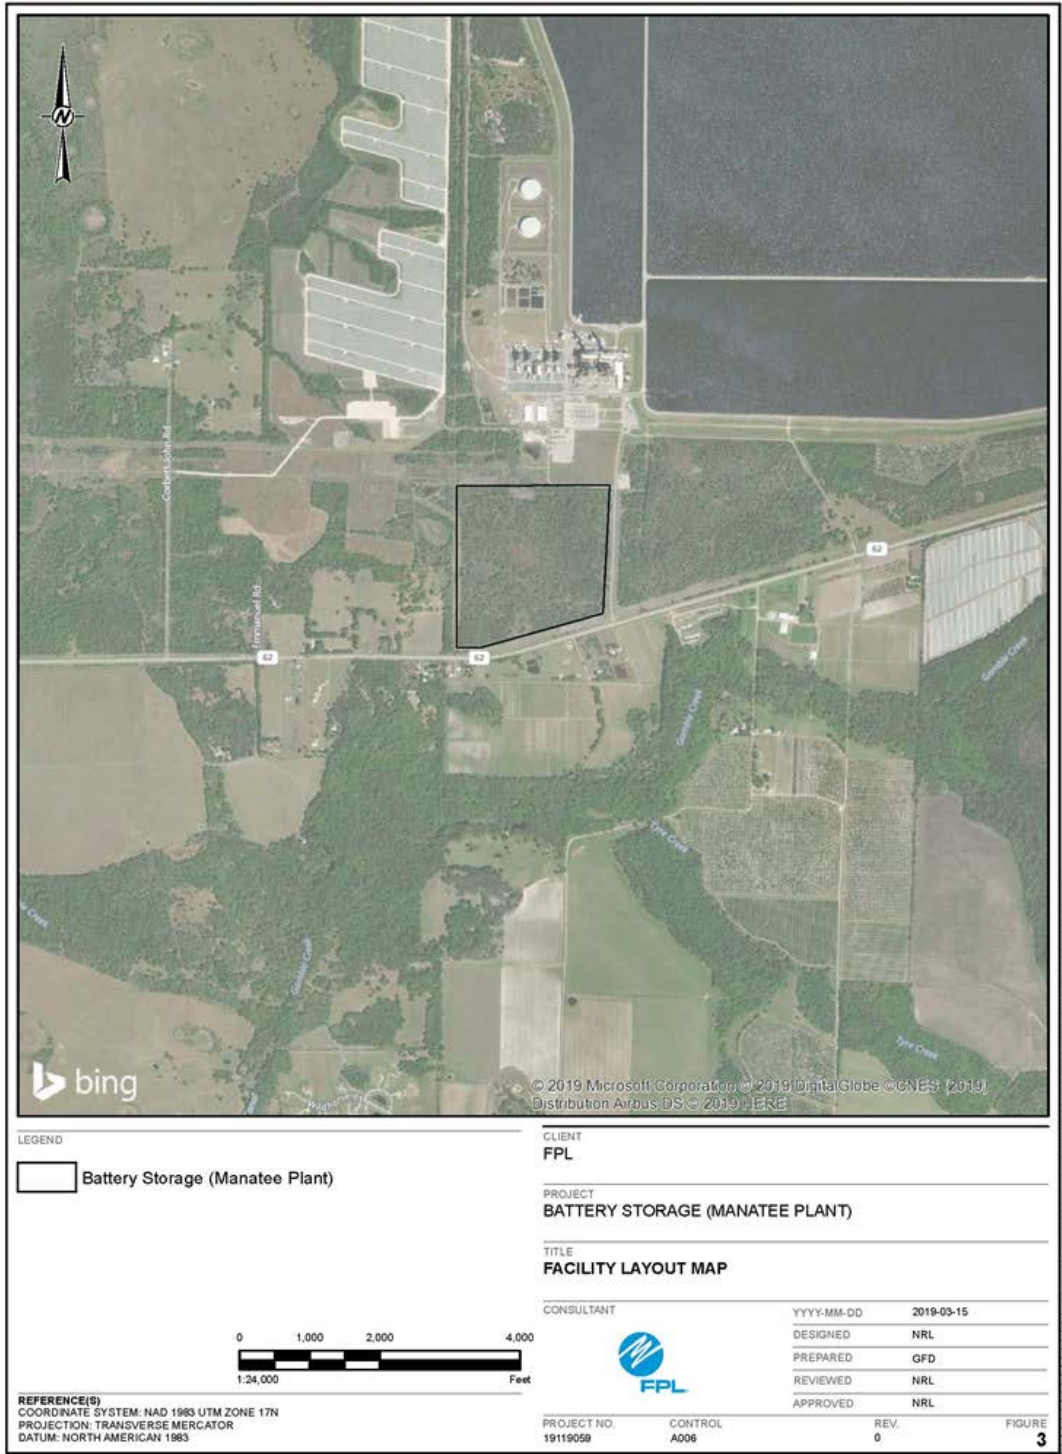 N
Corbett John Rd
Emmanuel Rd
62
62
62
Gamble Creek
Gamble Creek
Tyre Creek
Creek
Gamble Creek
Tyre Creek
bing
© 2019 Microsoft Corporation © 2019 DigitalGlobe ©CNES (2019)
Distribution Airbus DS © 2019 HERE
LEGEND
Battery Storage (Manatee Plant)
0 1,000 2,000 4,000
1:24,000 Feet
REFERENCE(S)
COORDINATE SYSTEM: NAD 1983 UTM ZONE 17N
PROJECTION: TRANSVERSE MERCATOR
DATUM: NORTH AMERICAN 1983
CLIENT
FPL
PROJECT
BATTERY STORAGE (MANATEE PLANT)
TITLE
FACILITY LAYOUT MAP
CONSULTANT
FPL
YYYY-MM-DD 2019-03-15
DESIGNED NRL
PREPARED GFD
REVIEWED NRL
APPROVED NRL
PROJECT NO. CONTROL REV. FIGURE
19119059 A006 0 3